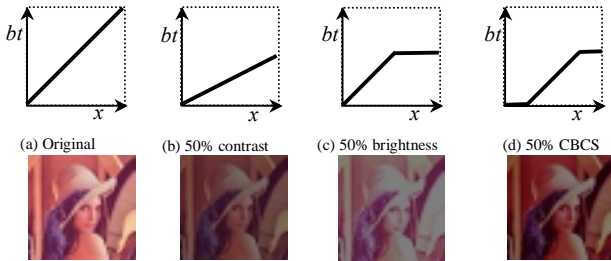 bt
x
bt
x
bt
x
bt
x
(a) Original
(b) 50% contrast
(c) 50% brightness
(d) 50% CBCS